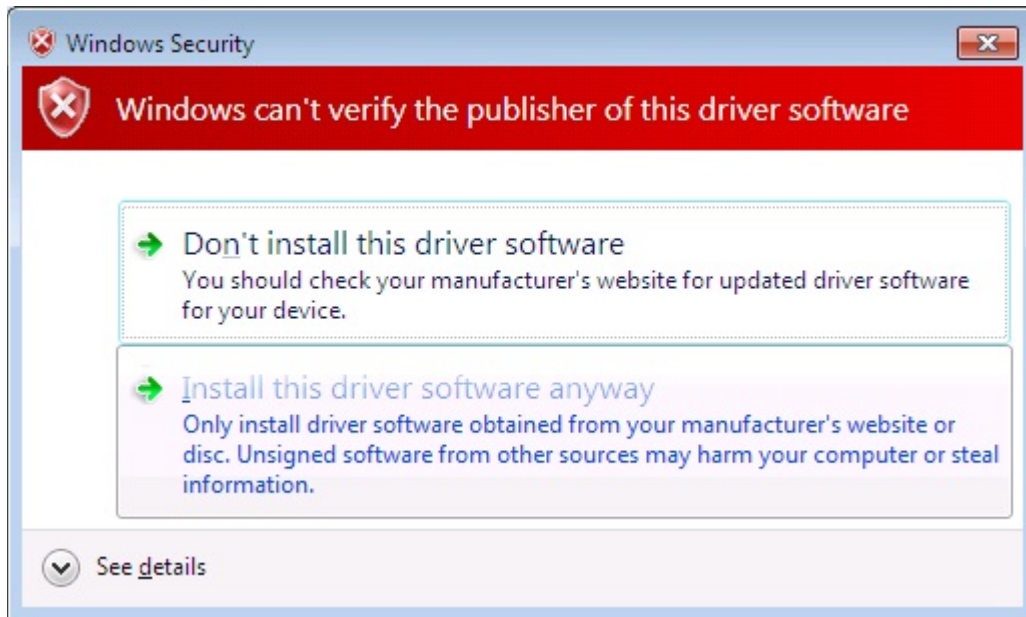 Windows Security
Windows can't verify the publisher of this driver software
Don't install this driver software
You should check your manufacturer's website for updated driver software
for your device.
Install this driver software anyway
Only install driver software obtained from your manufacturer's website or
disc. Unsigned software from other sources may harm your computer or steal
information.
See details